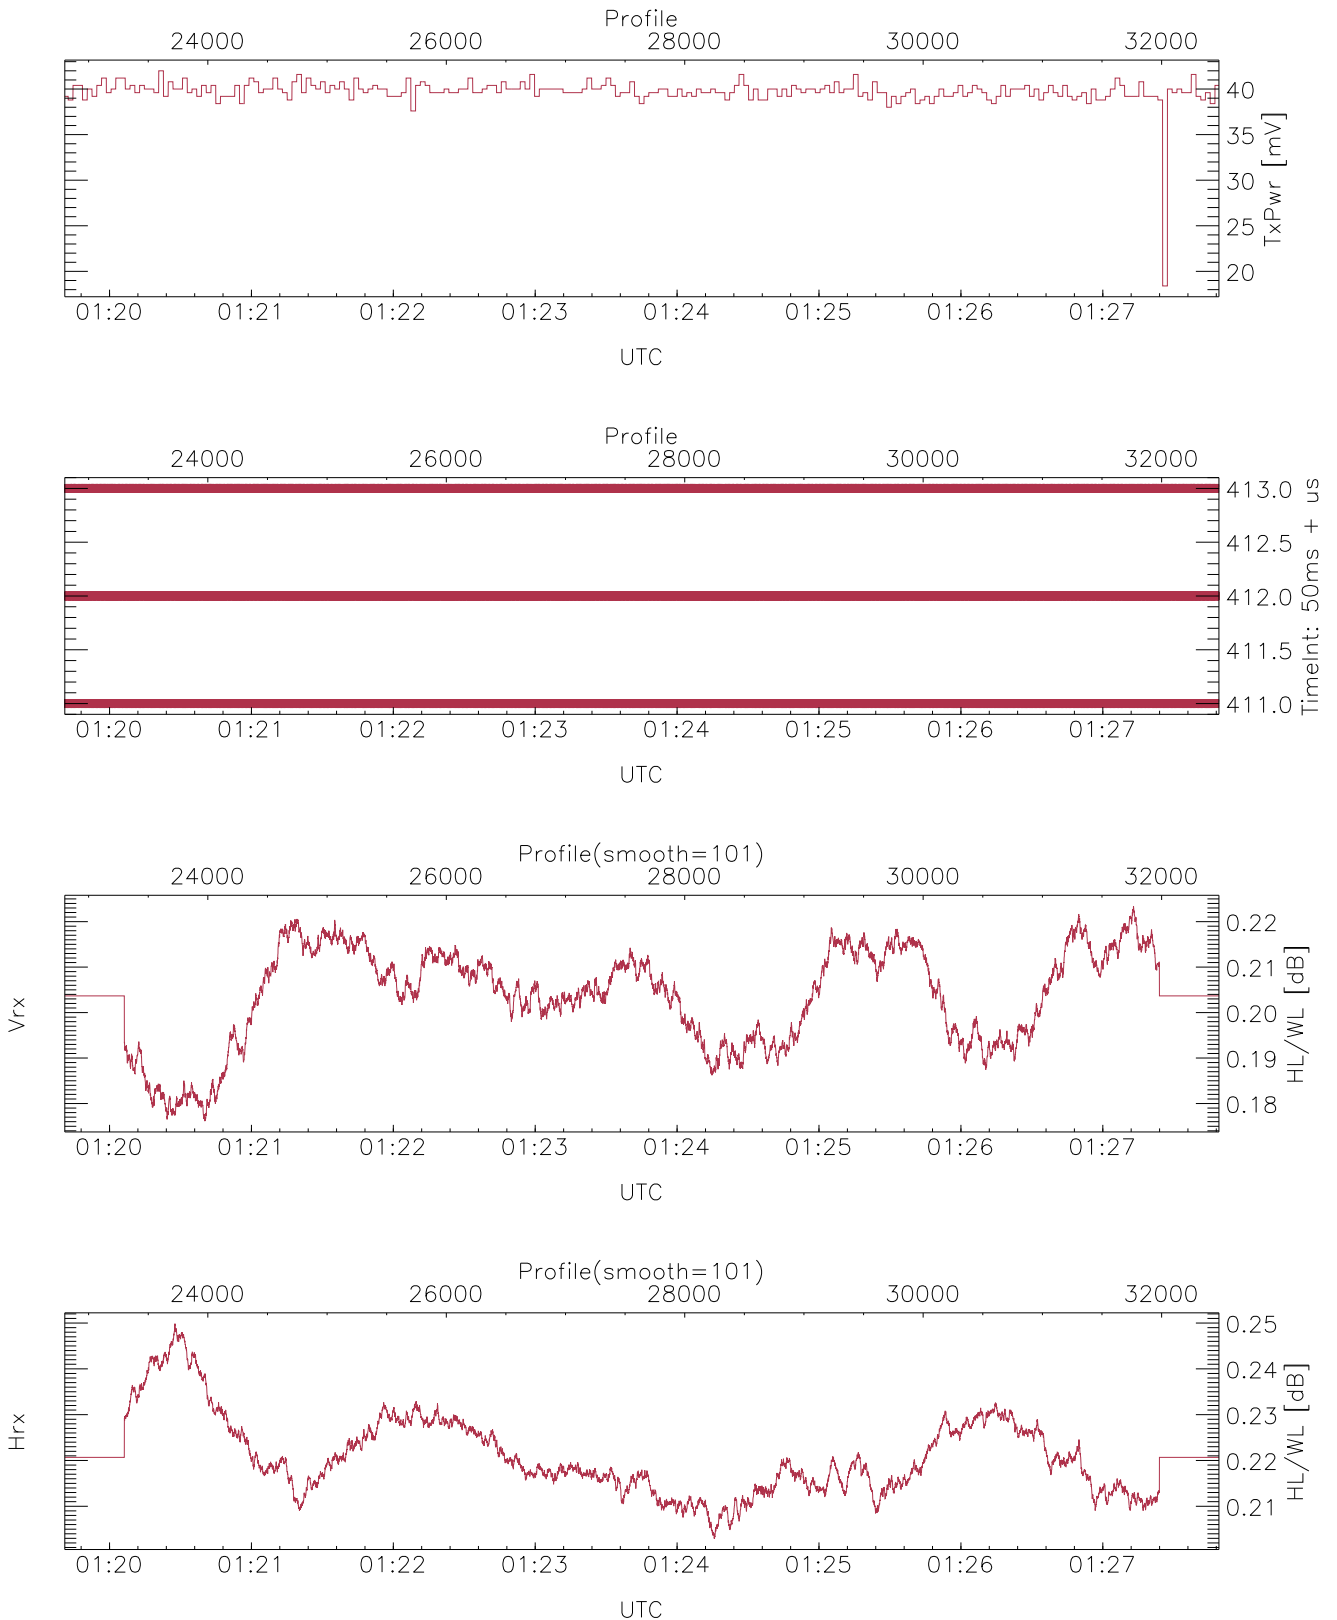 Profile
24000 26000 28000 30000 32000
40
35
30
25
20
TxPwr [mV]
01:20 01:21 01:22 01:23 01:24 01:25 01:26 01:27
UTC
Profile
24000 26000 28000 30000 32000
413.0
412.5
412.0
411.5
411.0
TimeInt: 50ms + us
01:20 01:21 01:22 01:23 01:24 01:25 01:26 01:27
UTC
Profile(smooth=101)
24000 26000 28000 30000 32000
Vrx
0.22
0.21
0.20
0.19
0.18
HL/WL [dB]
01:20 01:21 01:22 01:23 01:24 01:25 01:26 01:27
UTC
Profile(smooth=101)
24000 26000 28000 30000 32000
Hrx
0.25
0.24
0.23
0.22
0.21
HL/WL [dB]
01:20 01:21 01:22 01:23 01:24 01:25 01:26 01:27
UTC